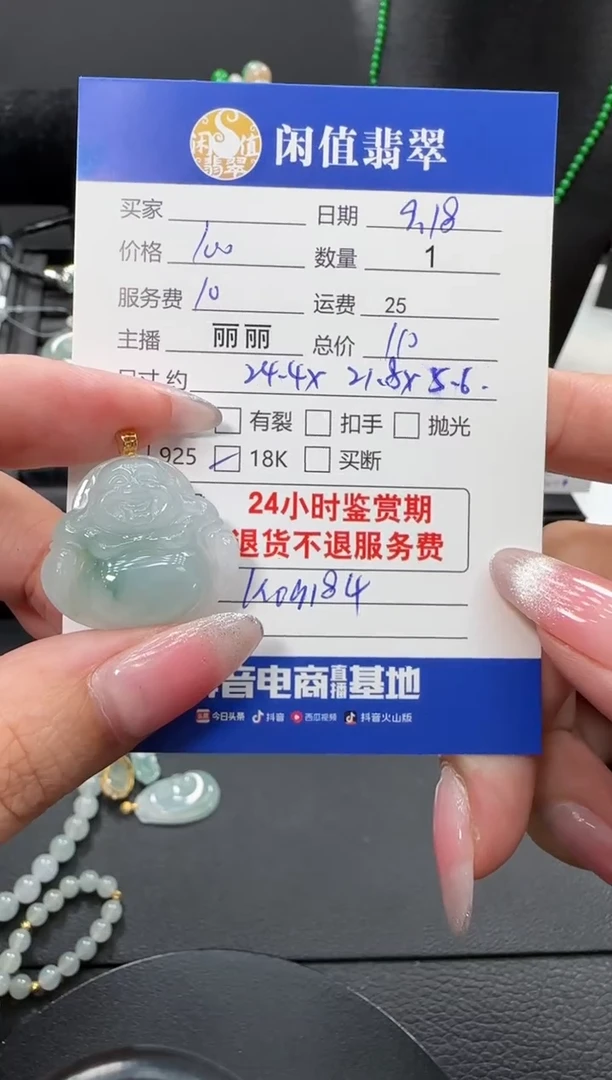 闲值翡翠
闲值翡翠
买家 日期 9.18
价格 100 数量 1
服务费 10 运费 25
主播 丽丽 总价 110
尺寸 约 24.4x 21.8x 5.6.
有裂 扣手 抛光
925 18K 买断
24小时鉴赏期
退货不退服务费
音电商直播基地
今日头条 抖音 西瓜视频 抖音火山版